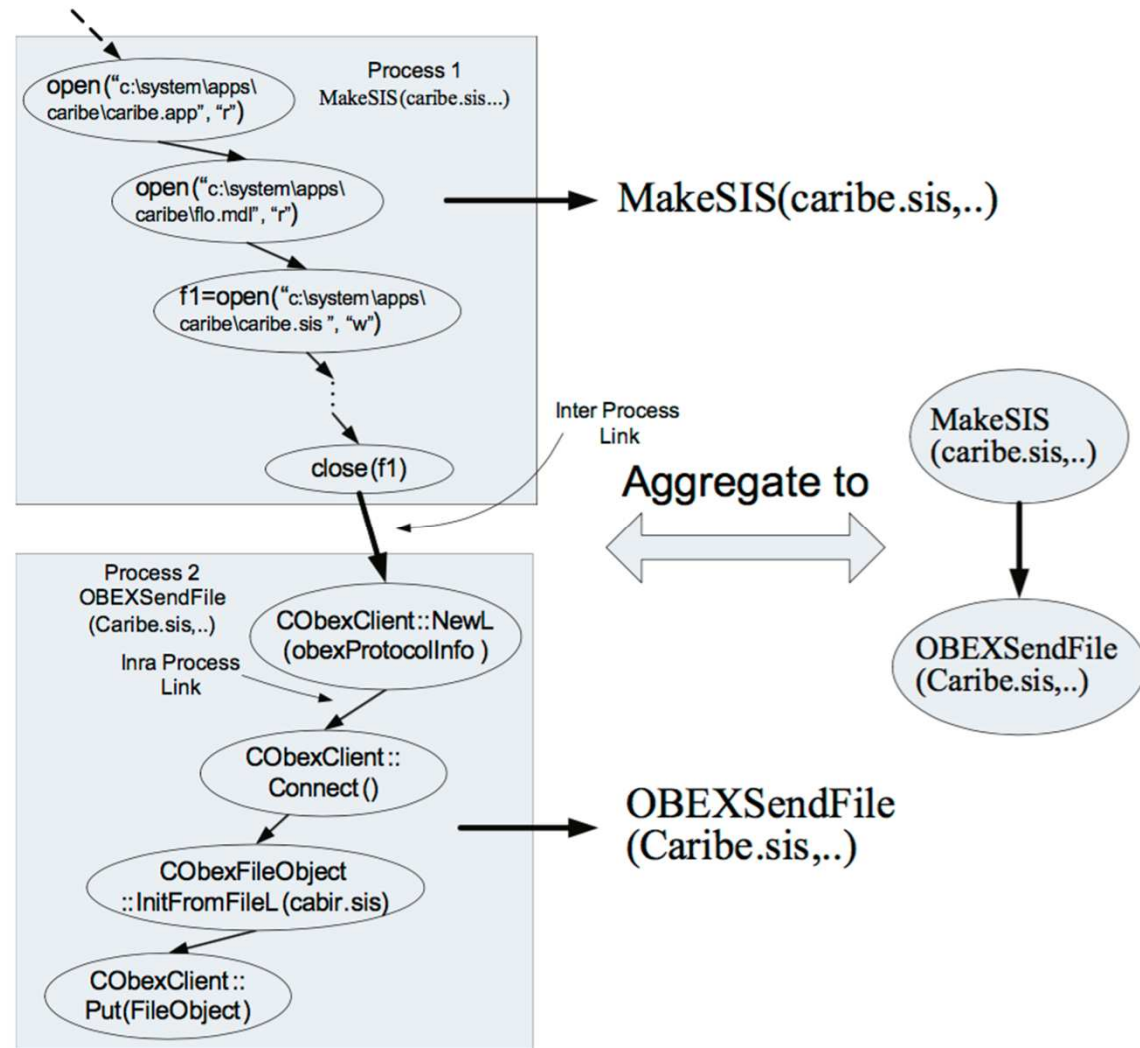 Process 1
MakeSIS(caribe.sis...)
open("c:\system\apps\
caribe\caribe.app", "r")
open("c:\system\apps\
caribe\flo.mdl", "r")
MakeSIS(caribe.sis,..)
f1=open("c:\system\apps\
caribe\caribe.sis ", "w")
close(f1)
Inter Process
Link
Aggregate to
MakeSIS
(caribe.sis,..)
OBEXSendFile
(Caribe.sis,..)
Process 2
OBEXSendFile
(Caribe.sis,..)
CObexClient::NewL
(obexProtocolInfo )
Inra Process
Link
CObexClient::
Connect()
OBEXSendFile
(Caribe.sis,..)
CObexFileObject
::InitFromFileL(cabir.sis)
CObexClient::
Put(FileObject)